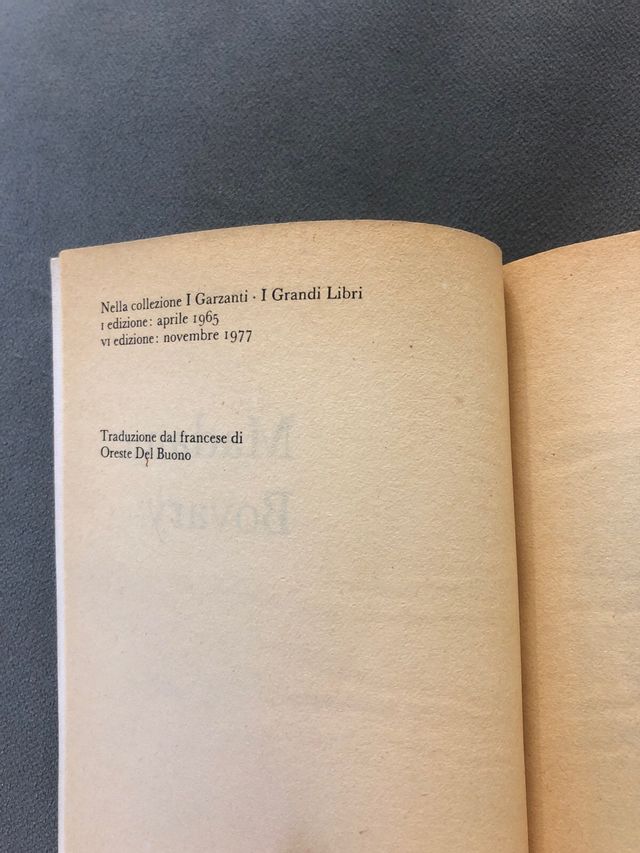 Nella collezione I Garzanti · I Grandi Libri
I edizione: aprile 1965
VI edizione: novembre 1977
Traduzione dal francese di
Oreste Del Buono